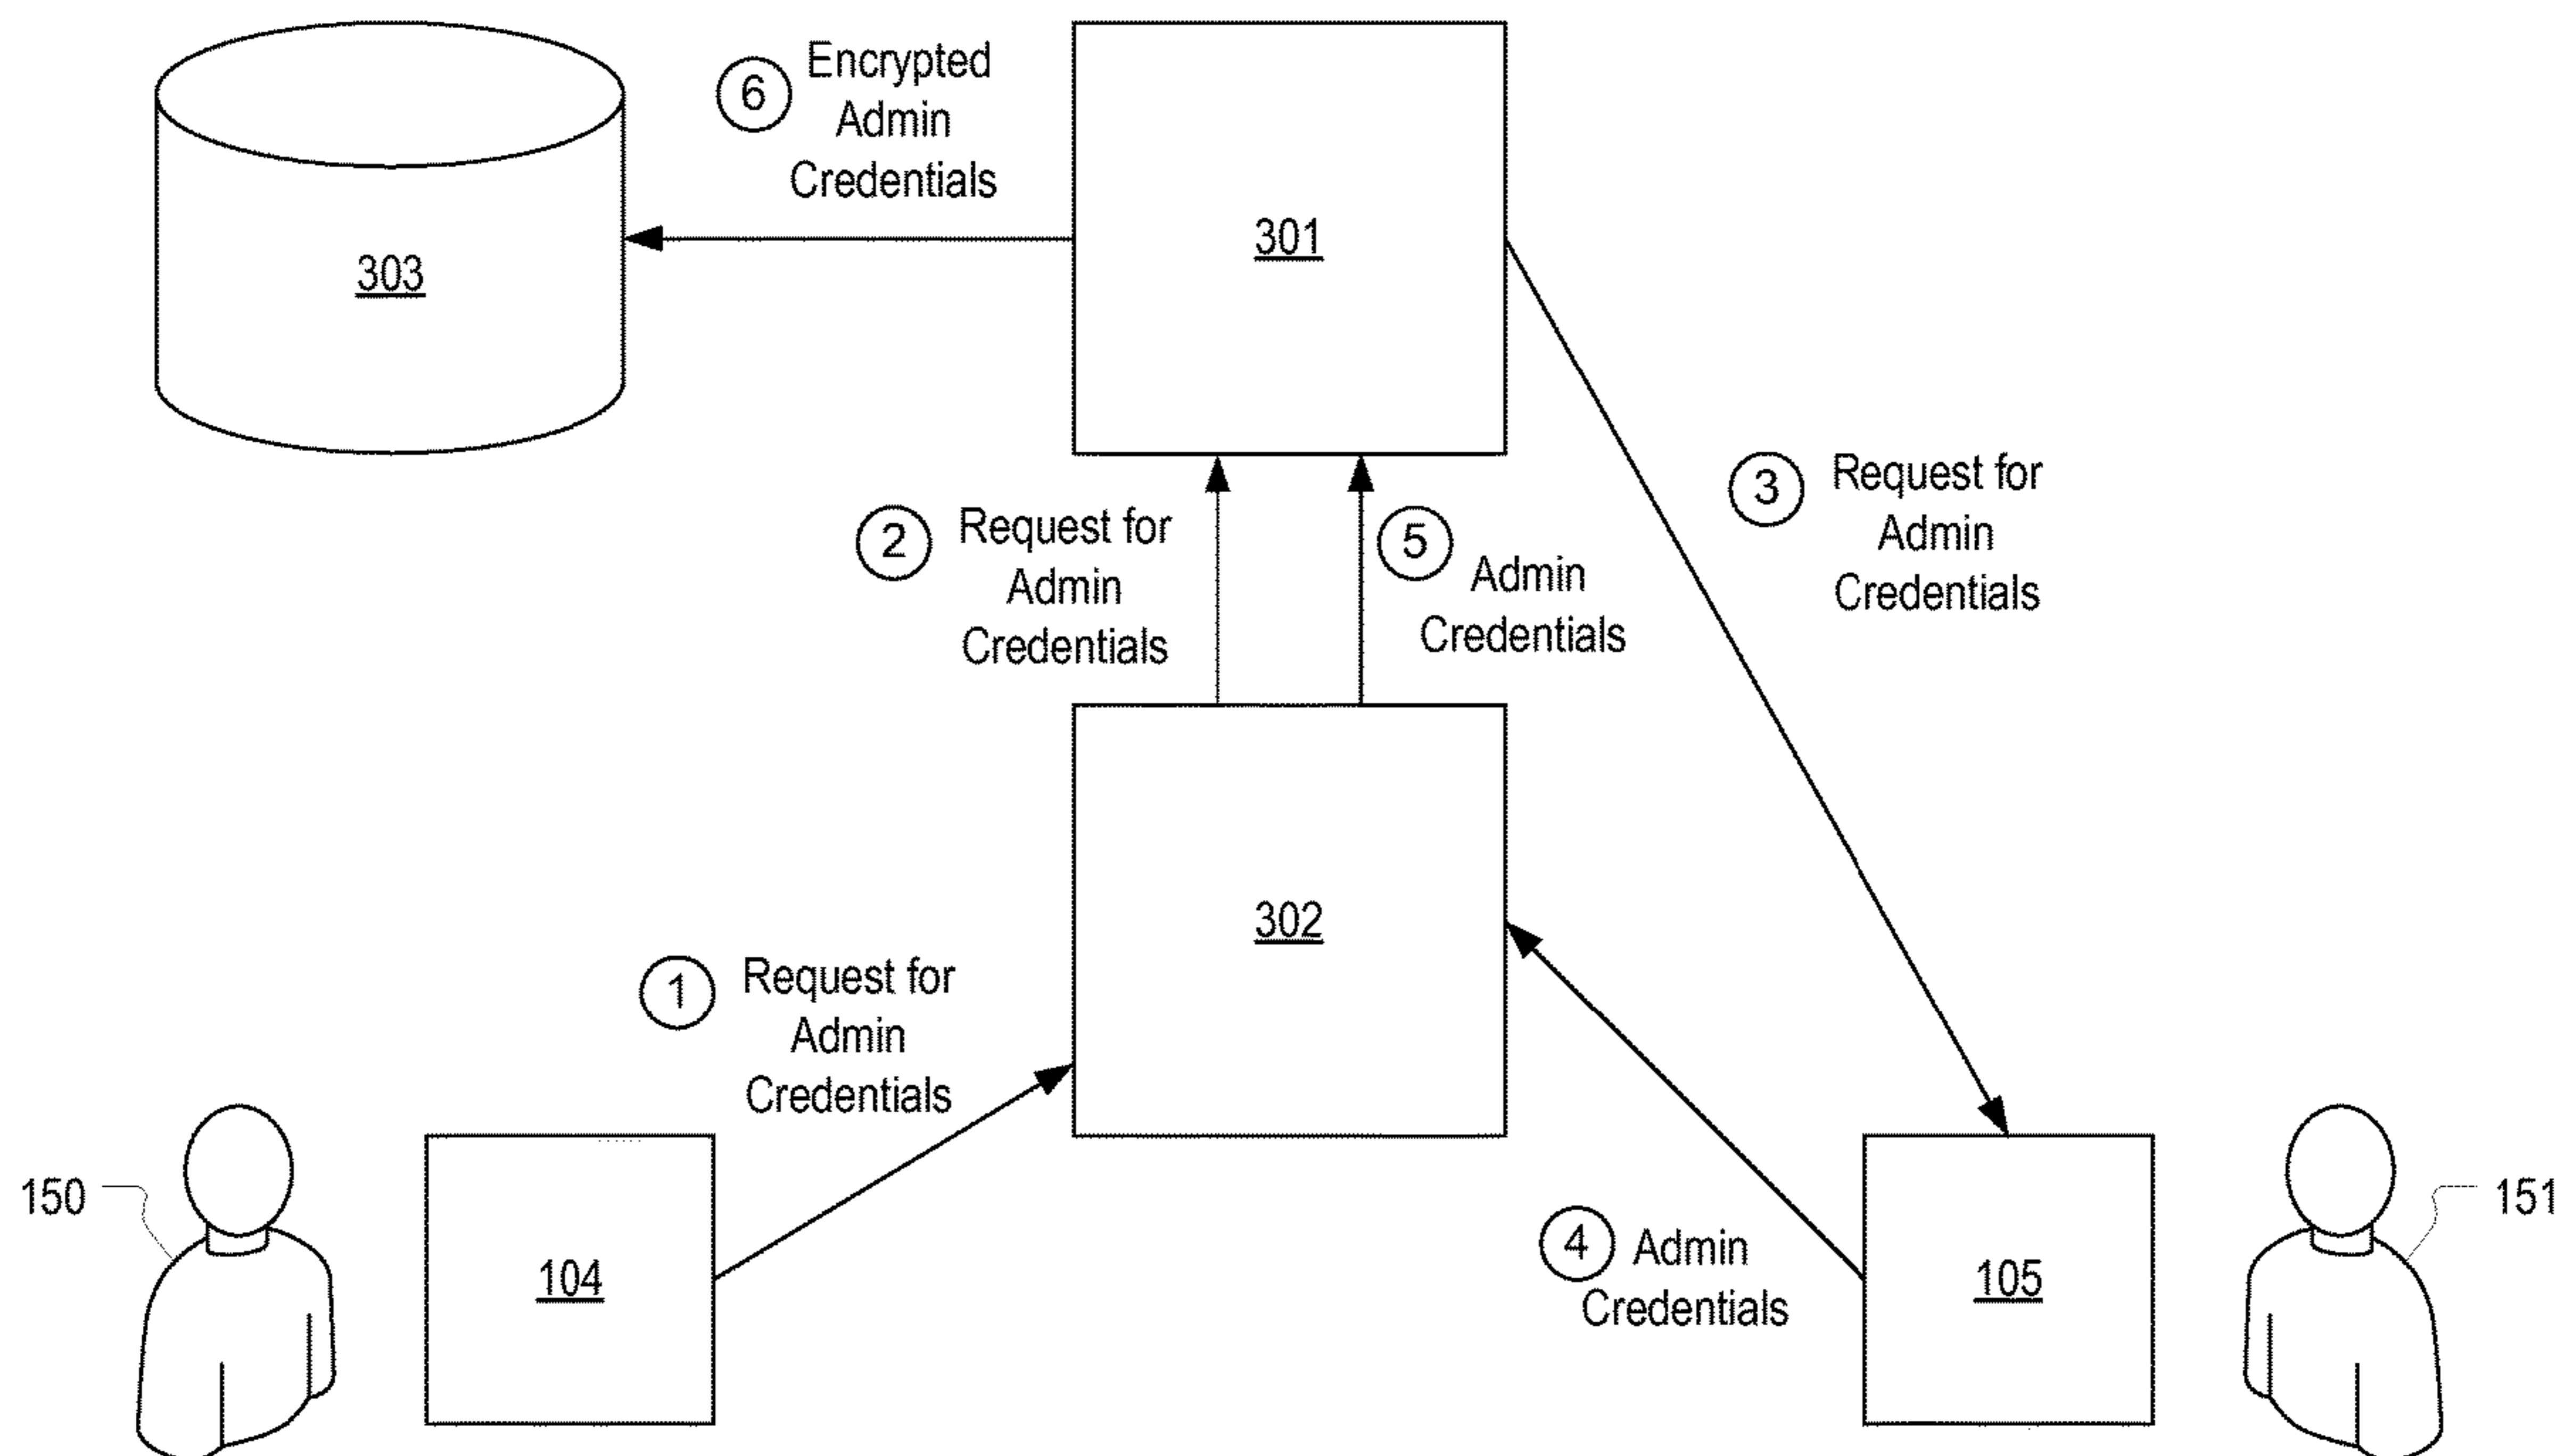 6
Encrypted
Admin
Credentials
303
301
3
Request for
Admin
Credentials
2
Request for
Admin
Credentials
5
Admin
Credentials
302
1
Request for
Admin
Credentials
150
104
4
Admin
Credentials
105
151